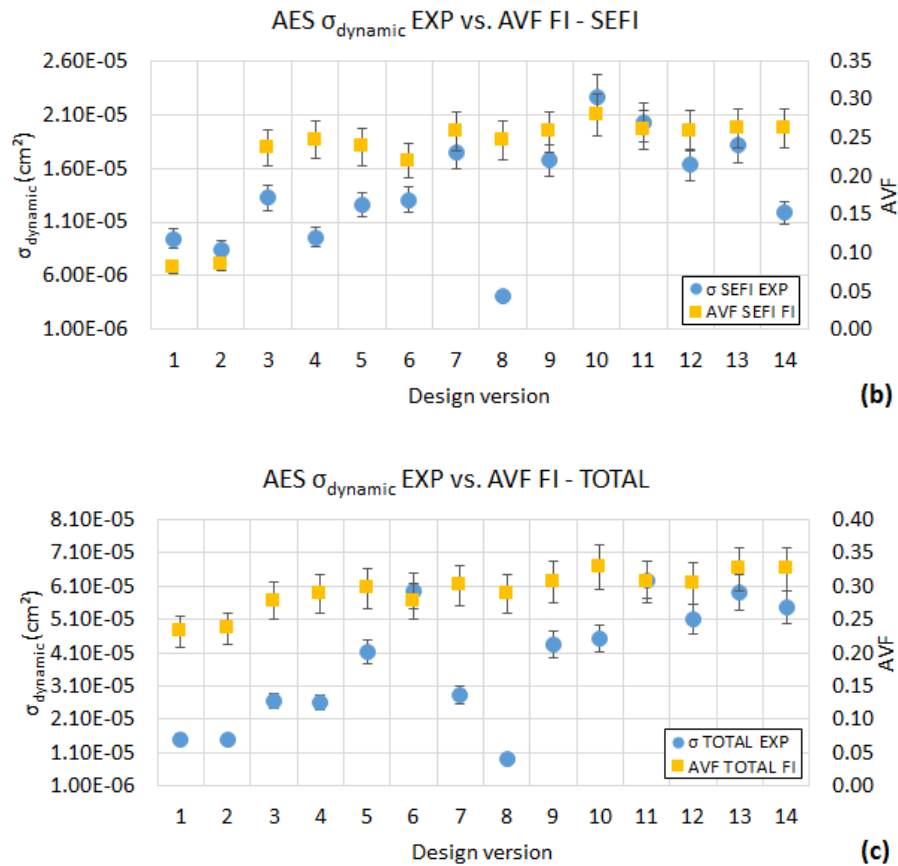 AES σdynamic EXP vs. AVF FI - SEFI
2.60E-05
2.10E-05
1.60E-05
1.10E-05
6.00E-06
1.00E-06
σdynamic (cm²)
0.35
0.30
0.25
0.20
0.15
0.10
0.05
0.00
AVF
σ SEFI EXP
AVF SEFI FI
1 2 3 4 5 6 7 8 9 10 11 12 13 14
Design version
(b)
AES σdynamic EXP vs. AVF FI - TOTAL
8.10E-05
7.10E-05
6.10E-05
5.10E-05
4.10E-05
3.10E-05
2.10E-05
1.10E-05
1.00E-06
σdynamic (cm²)
0.40
0.35
0.30
0.25
0.20
0.15
0.10
0.05
0.00
AVF
σ TOTAL EXP
AVF TOTAL FI
1 2 3 4 5 6 7 8 9 10 11 12 13 14
Design version
(c)